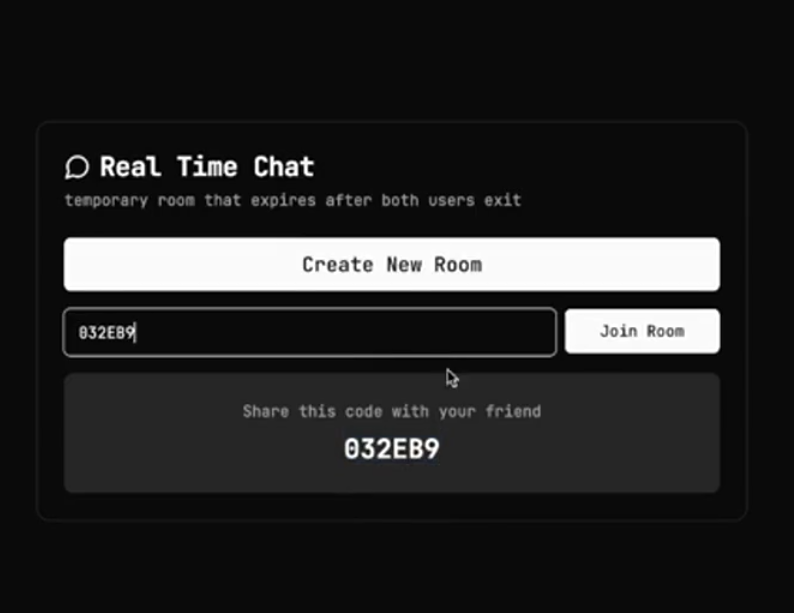 Real Time Chat
temporary room that expires after both users exit
Create New Room
032EB9
Join Room
Share this code with your friend
032EB9